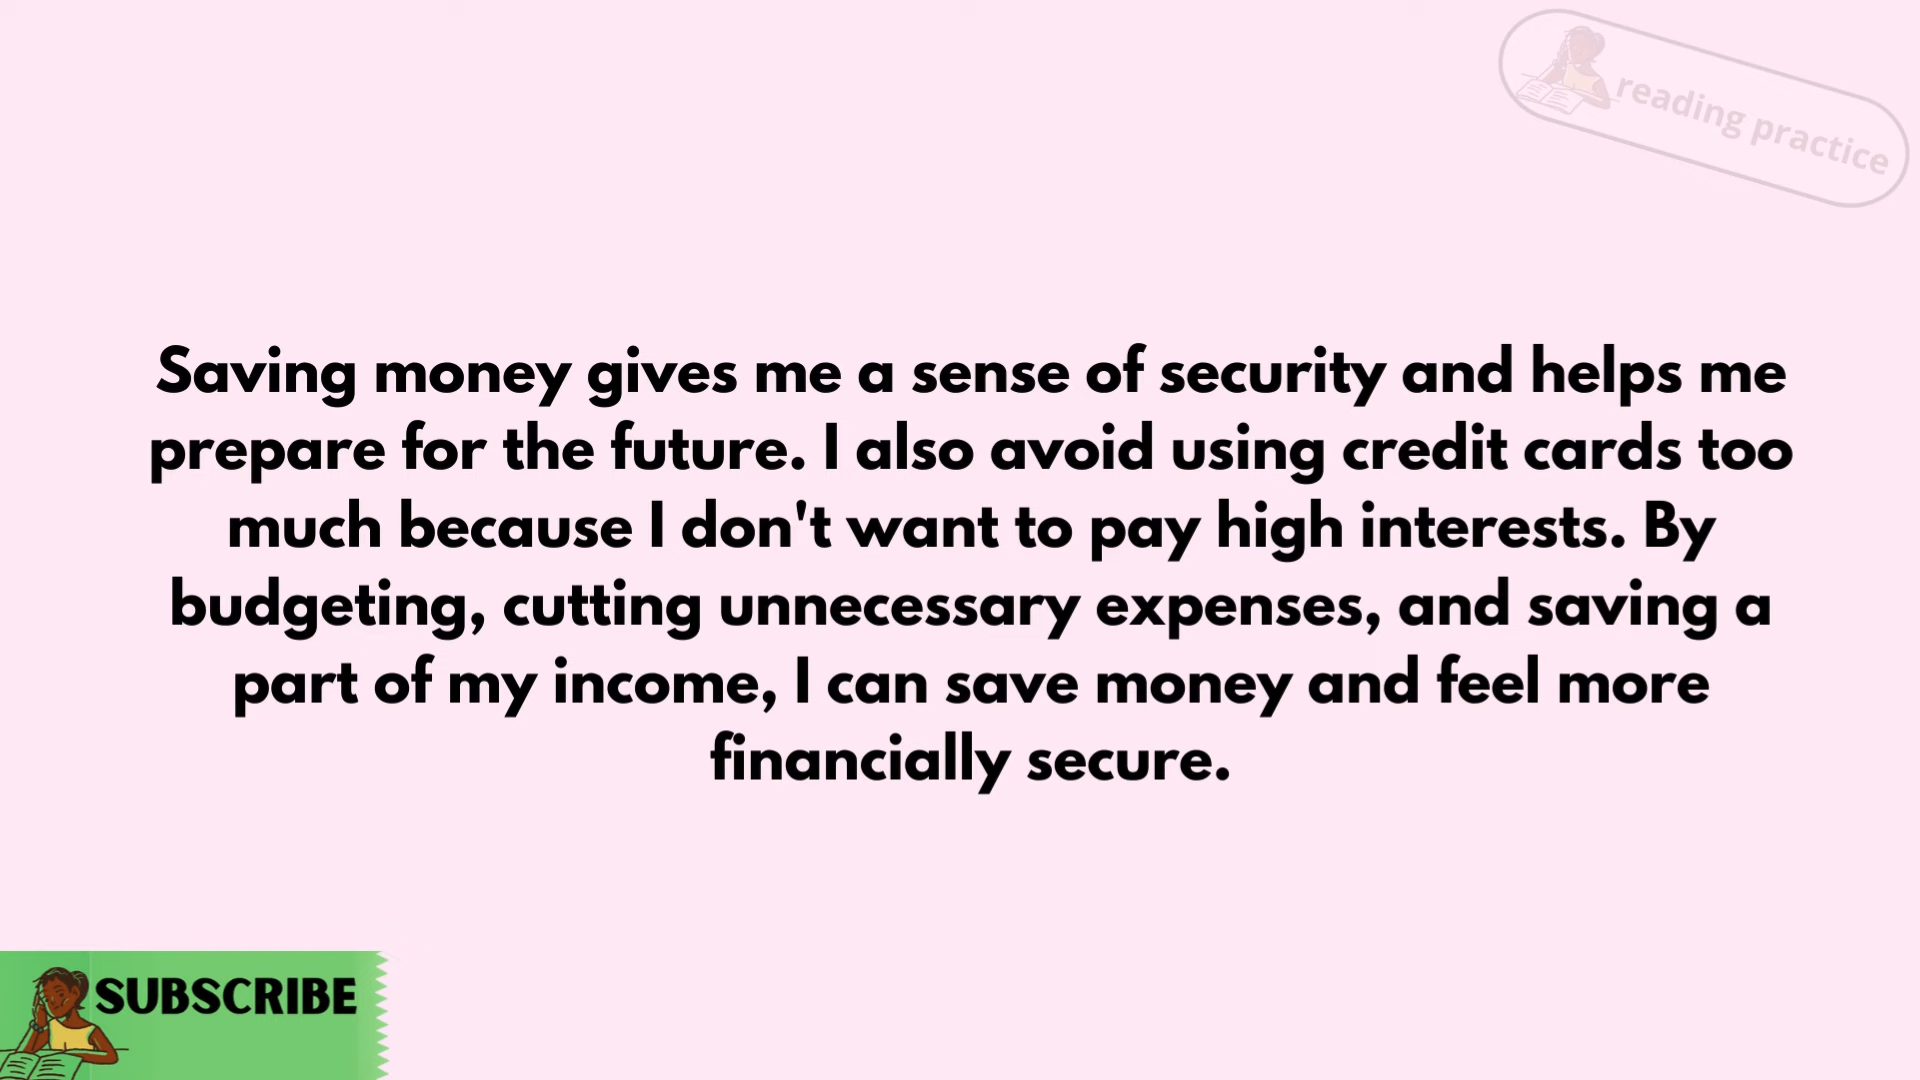 reading practice
Saving money gives me a sense of security and helps me
prepare for the future. I also avoid using credit cards too
much because I don't want to pay high interests. By
budgeting, cutting unnecessary expenses, and saving a
part of my income, I can save money and feel more
financially secure.
SUBSCRIBE